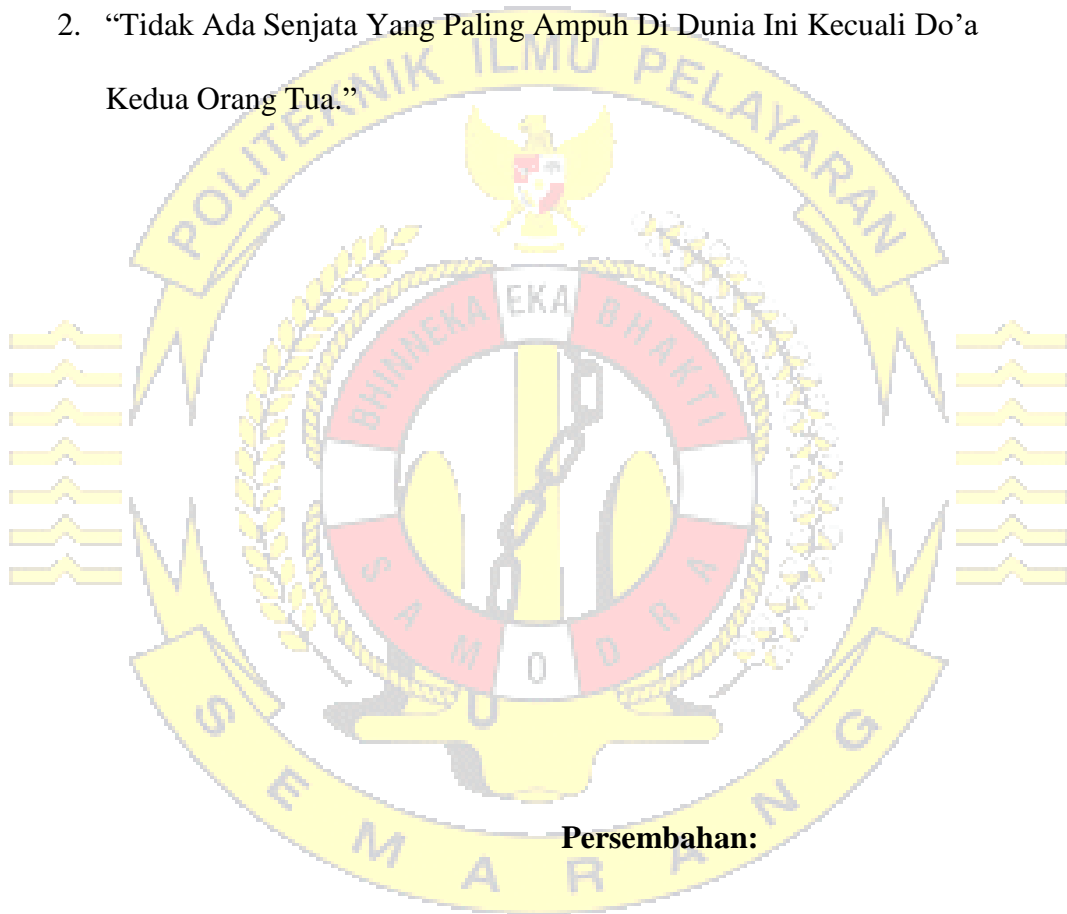 2. “Tidak Ada Senjata Yang Paling Ampuh Di Dunia Ini Kecuali Do’a
Kedua Orang Tua.”
POLITEKNIK ILMU PELAYARAN
BHINNEKA EKA BHAKTI
SAMODRA
SEMARANG
Persembahan: